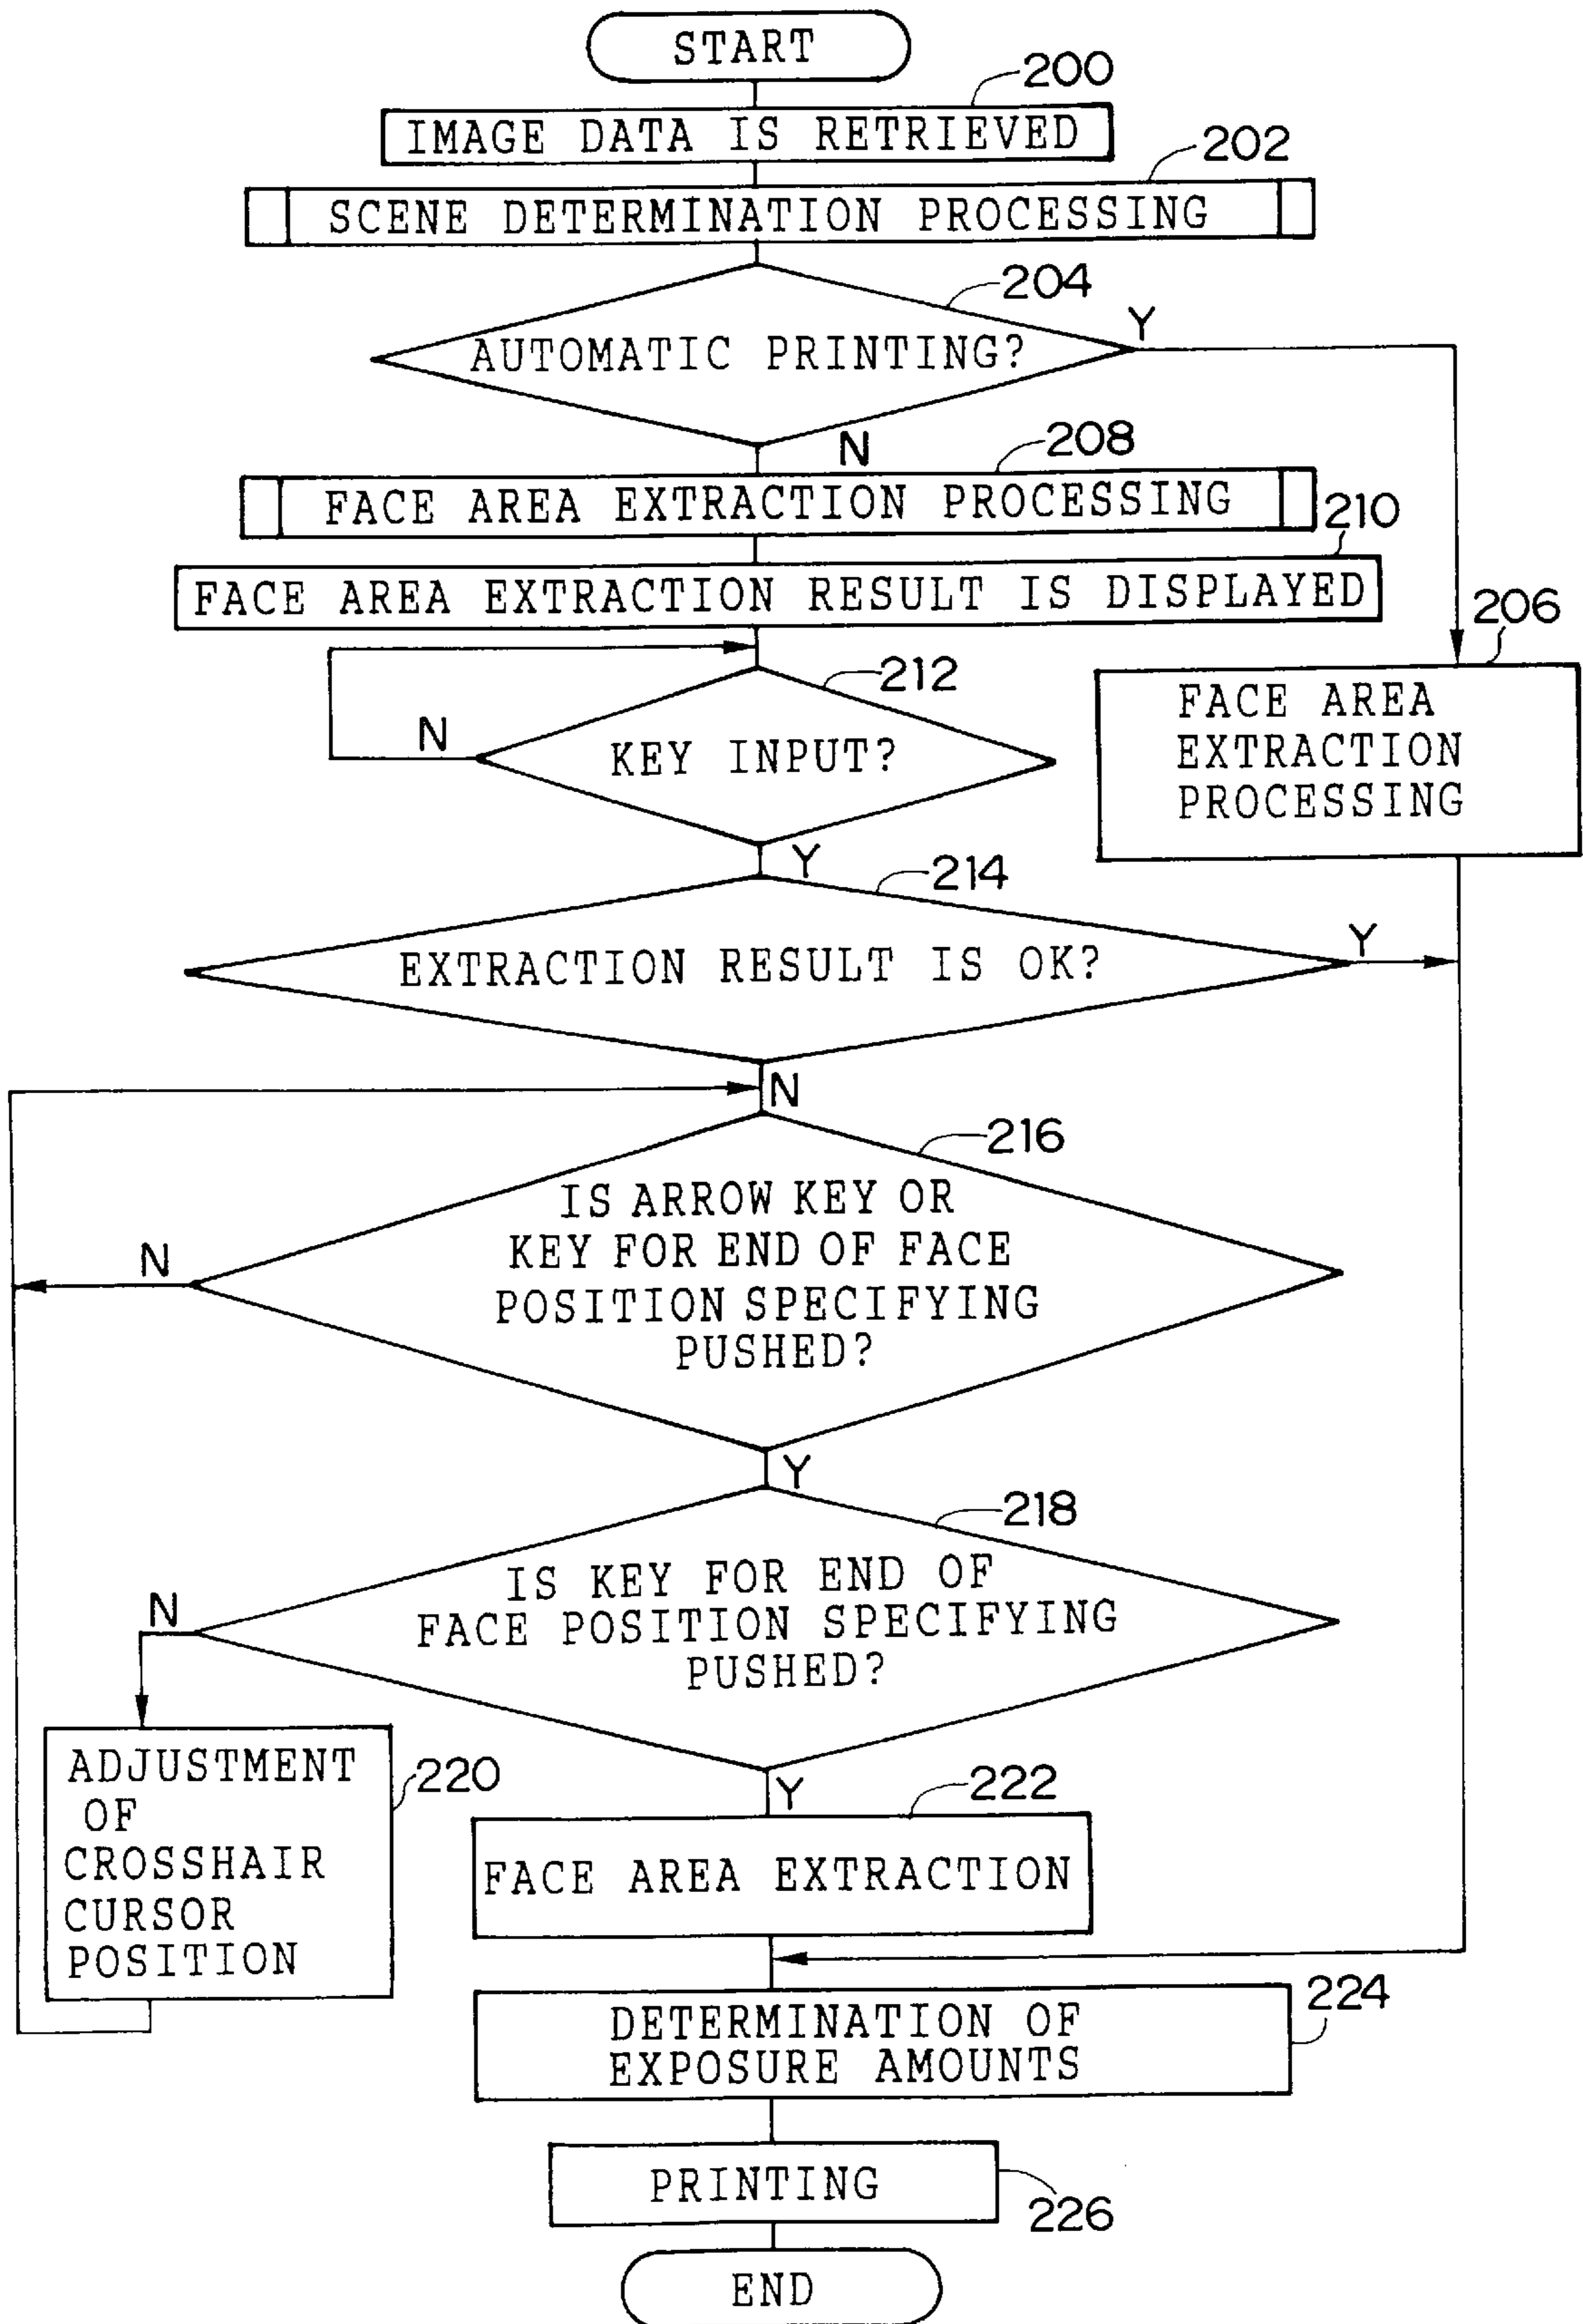 START
200
IMAGE DATA IS RETRIEVED
202
SCENE DETERMINATION PROCESSING
204
AUTOMATIC PRINTING?
Y
N
208
FACE AREA EXTRACTION PROCESSING
210
FACE AREA EXTRACTION RESULT IS DISPLAYED
206
FACE AREA
EXTRACTION
PROCESSING
212
N
KEY INPUT?
Y
214
EXTRACTION RESULT IS OK?
Y
N
216
IS ARROW KEY OR
KEY FOR END OF FACE
POSITION SPECIFYING
PUSHED?
N
Y
218
IS KEY FOR END OF
FACE POSITION SPECIFYING
PUSHED?
N
ADJUSTMENT
OF
CROSSHAIR
CURSOR
POSITION
220
Y
222
FACE AREA EXTRACTION
224
DETERMINATION OF
EXPOSURE AMOUNTS
PRINTING
226
END